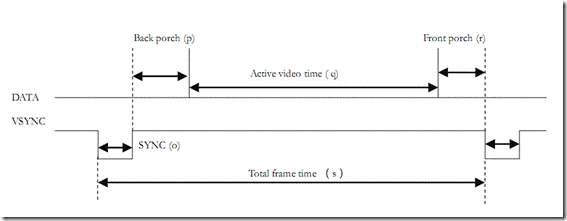 Back porch (p)
Front porch (r)
Active video time ( q)
DATA
VSYNC
SYNC (o)
Total frame time ( s )